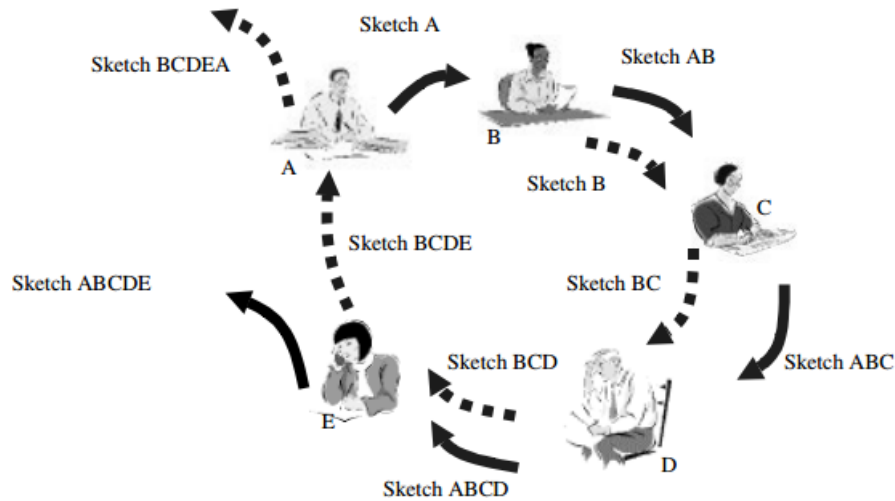 Sketch A
Sketch AB
Sketch BCDEA
B
A
Sketch B
C
Sketch BCDE
Sketch ABCDE
Sketch BC
Sketch BCD
Sketch ABC
E
D
Sketch ABCD